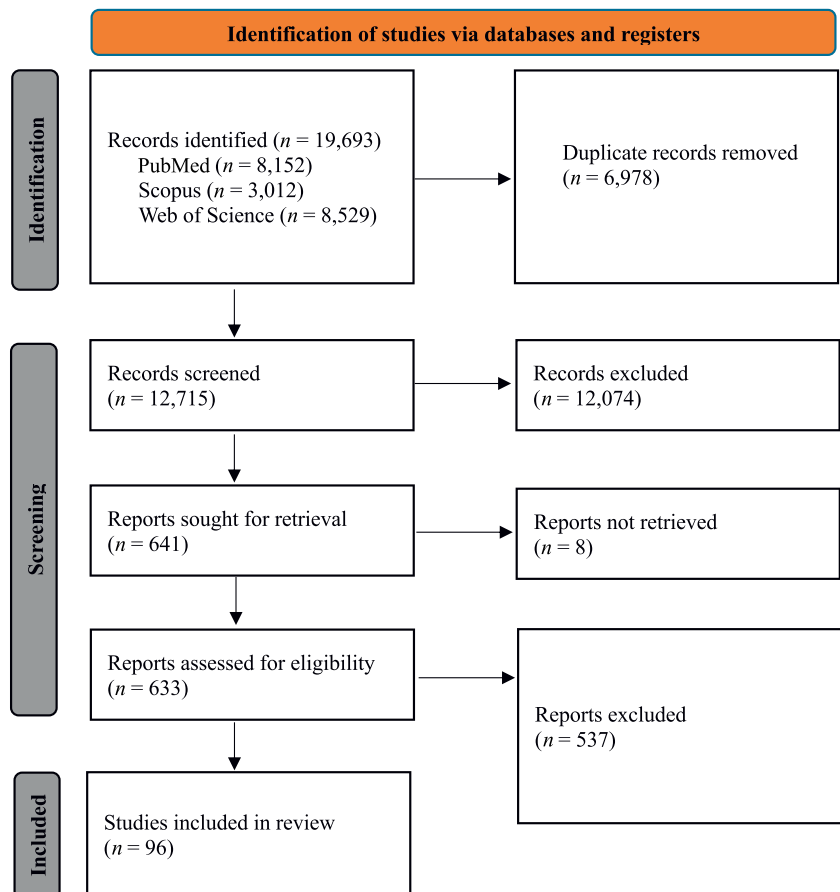 Identification of studies via databases and registers
Identification
Records identified (n = 19,693)
PubMed (n = 8,152)
Scopus (n = 3,012)
Web of Science (n = 8,529)
Duplicate records removed
(n = 6,978)
Screening
Records screened
(n = 12,715)
Records excluded
(n = 12,074)
Reports sought for retrieval
(n = 641)
Reports not retrieved
(n = 8)
Reports assessed for eligibility
(n = 633)
Reports excluded
(n = 537)
Included
Studies included in review
(n = 96)